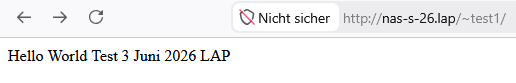 Nicht sicher http://nas-s-26.lap/~test1/
Hello World Test 3 Juni 2026 LAP